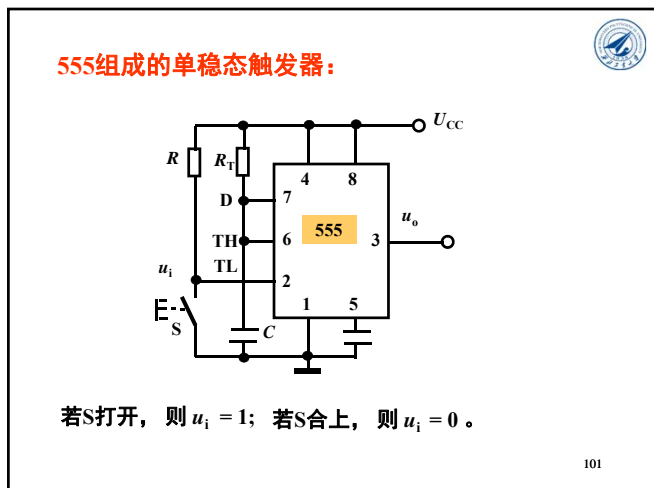 555组成的单稳态触发器：
U_CC
R
R_T
4 8
D
7
u_o
555
TH
6
3
u_i
TL
2
1 5
S
C
若S打开， 则 u_i = 1; 若S合上， 则 u_i = 0 。
101